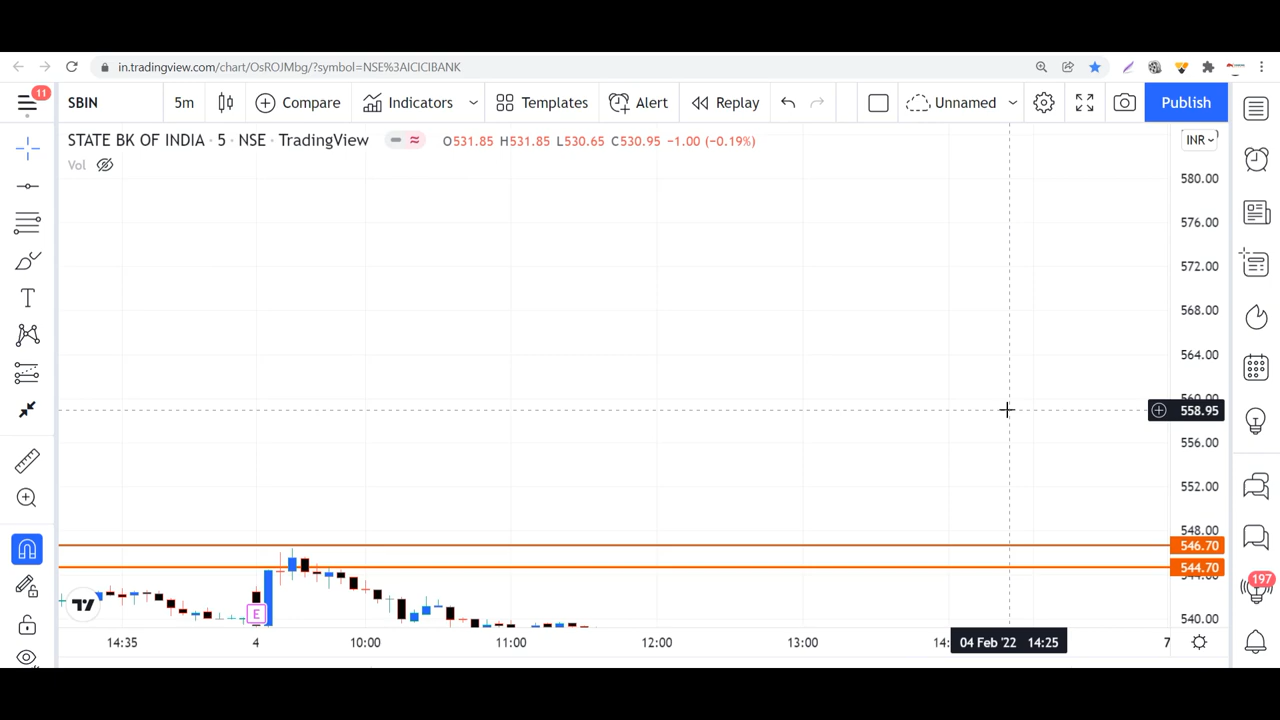 in.tradingview.com/chart/OsROJMbg/?symbol=NSE%3AICICIBANK
11
SBIN 5m Compare Indicators Templates Alert Replay Unnamed Publish
STATE BK OF INDIA · 5 · NSE · TradingView O531.85 H531.85 L530.65 C530.95 −1.00 (−0.19%) INR
Vol
580.00
576.00
572.00
568.00
564.00
560.00
558.95
556.00
552.00
548.00
546.70
544.70
544.00
197
E
540.00
14:35 4 10:00 11:00 12:00 13:00 14: 04 Feb '22 14:25 7